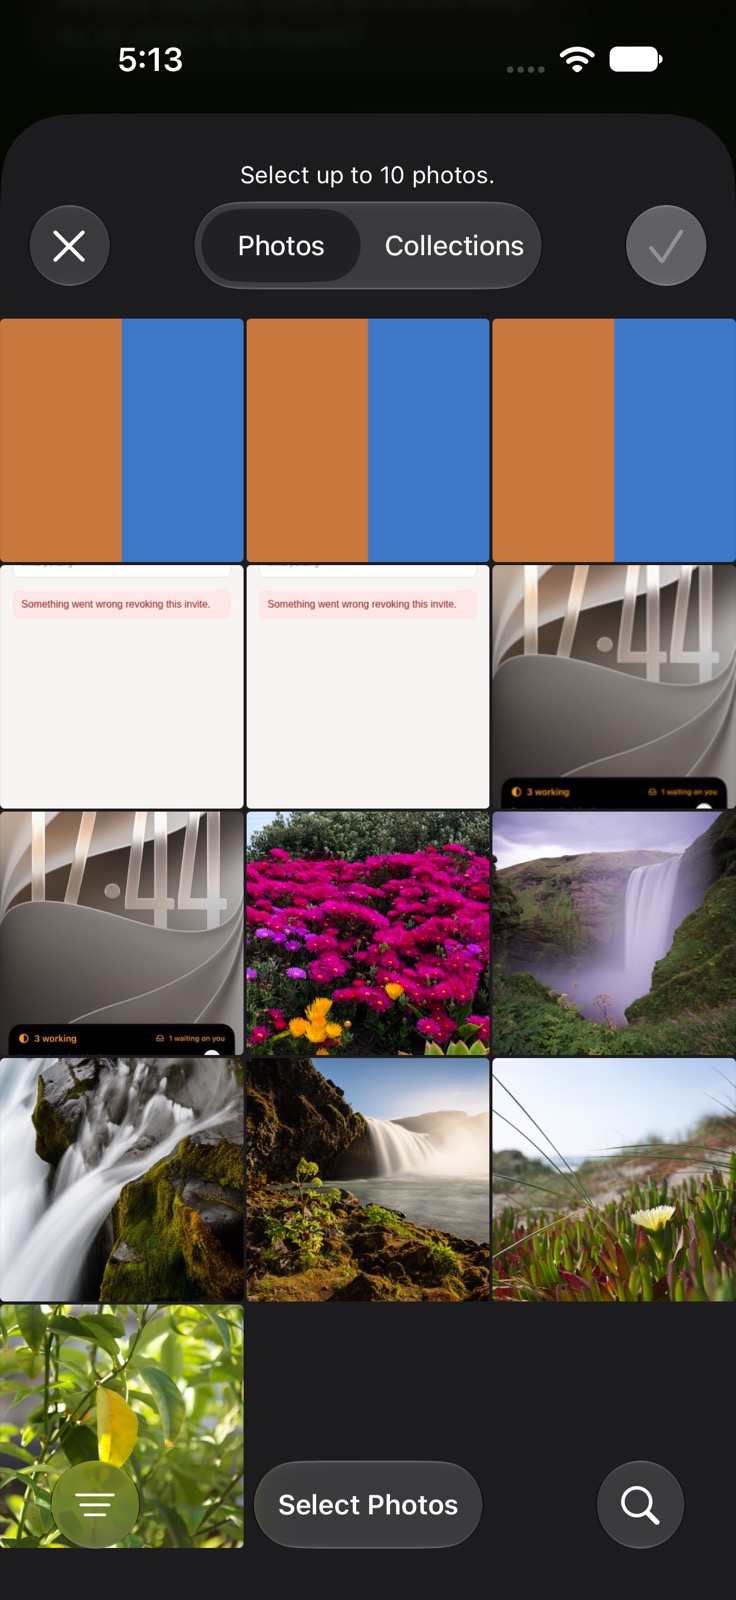 5:13
Select up to 10 photos.
Photos
Collections
Something went wrong revoking this invite.
Something went wrong revoking this invite.
17:44
3 working
1 waiting on you
17:44
3 working
1 waiting on you
Select Photos